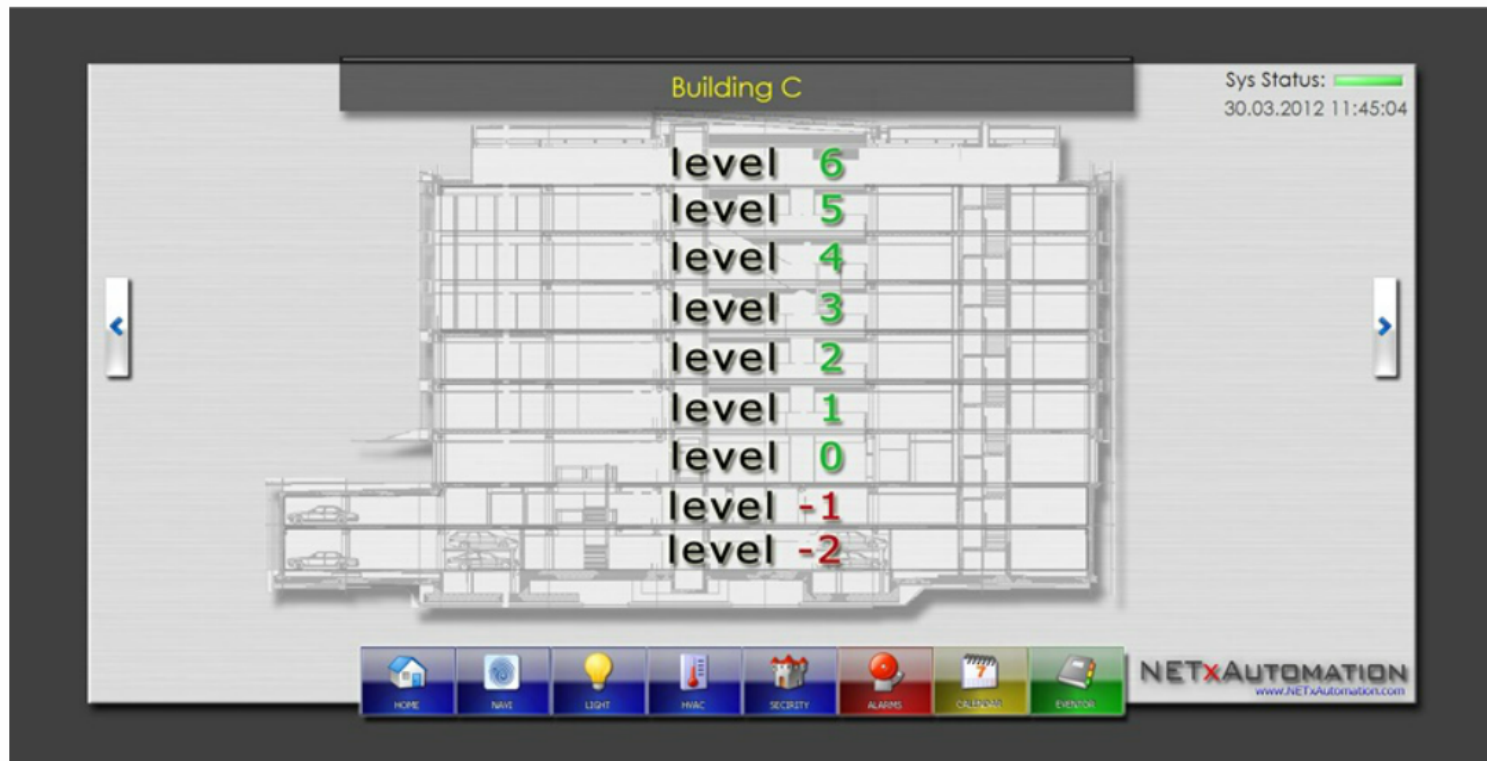 Building C
Sys Status:
30.03.2012 11:45:04
level 6
level 5
level 4
level 3
level 2
level 1
level 0
level -1
level -2
HOME
NAVI
LIGHT
HVAC
SECIRITY
ALARMS
7
CALENDAR
EVENTOR
NETxAUTOMATION
www.NETxAutomation.com